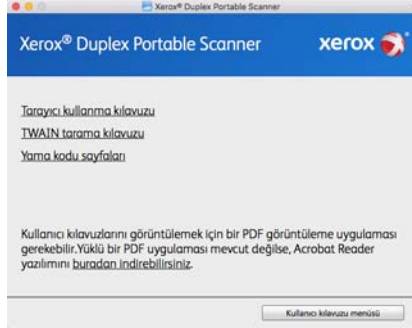 Xerox® Duplex Portable Scanner
Xerox® Duplex Portable Scanner
xerox
Tarayıcı kullanma kılavuzu
TWAIN tarama kılavuzu
Yama kodu sayfaları
Kullanıcı kılavuzlarını görüntülemek için bir PDF görüntüleme uygulaması
gerekebilir.Yüklü bir PDF uygulaması mevcut değilse, Acrobat Reader
yazılımını buradan indirebilirsiniz.
Kullanıcı kılavuzu menüsü